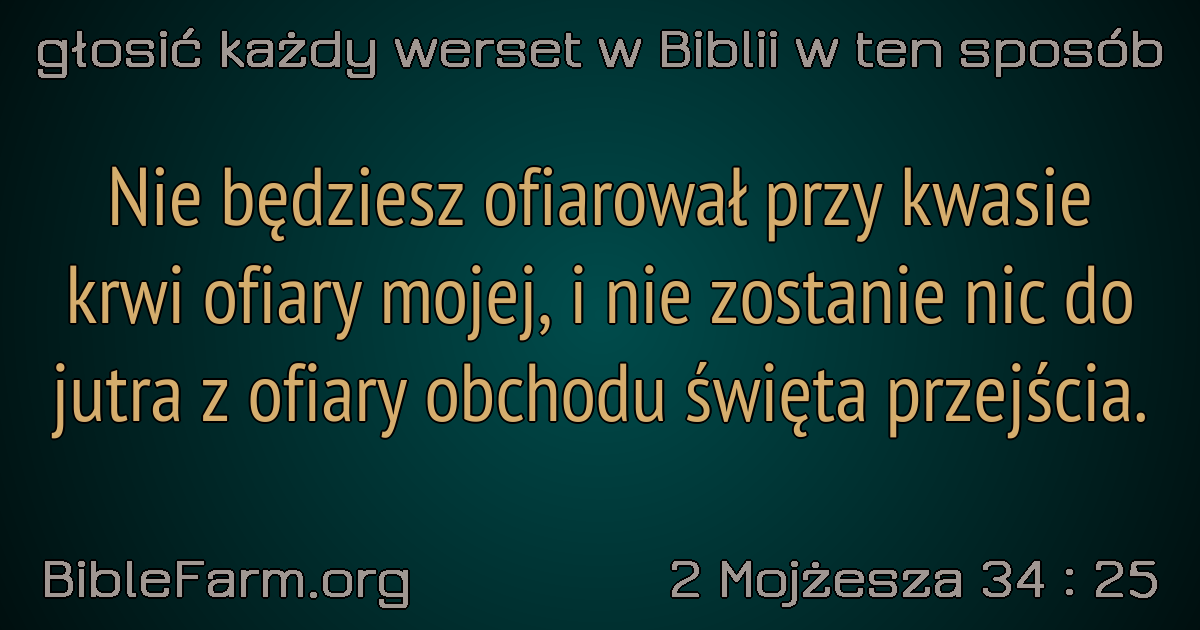 głosić każdy werset w Biblii w ten sposób
Nie będziesz ofiarował przy kwasie
krwi ofiary mojej, i nie zostanie nic do
jutra z ofiary obchodu święta przejścia.
BibleFarm.org
2 Mojżesza 34 : 25